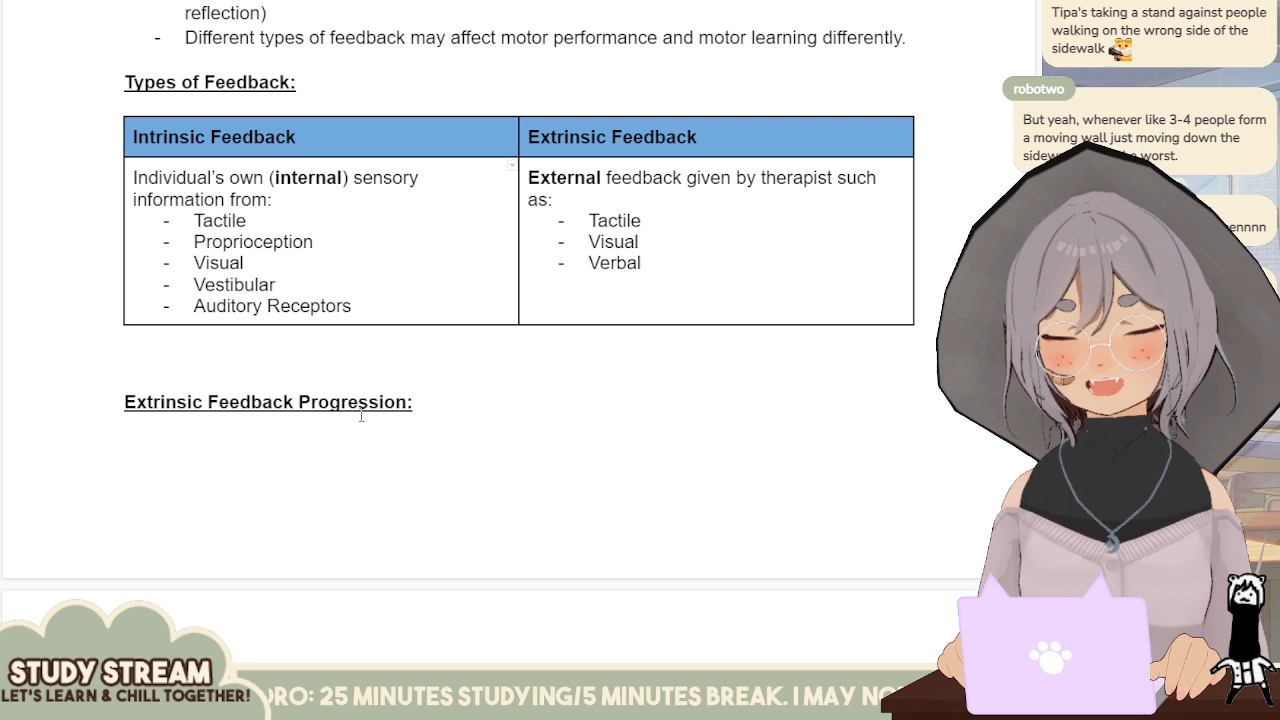 reflection)
- Different types of feedback may affect motor performance and motor learning differently.
Types of Feedback:
Intrinsic Feedback
Extrinsic Feedback
Individual's own (internal) sensory
information from:
- Tactile
- Proprioception
- Visual
- Vestibular
- Auditory Receptors
External feedback given by therapist such
as:
- Tactile
- Visual
- Verbal
Extrinsic Feedback Progression:
Tipa's taking a stand against people
walking on the wrong side of the
sidewalk
robotwo
But yeah, whenever like 3-4 people form
a moving wall just moving down the
worst.
STUDY STREAM
LET'S LEARN & CHILL TOGETHER!
25 MINUTES STUDYING/5 MINUTES BREAK. I MAY